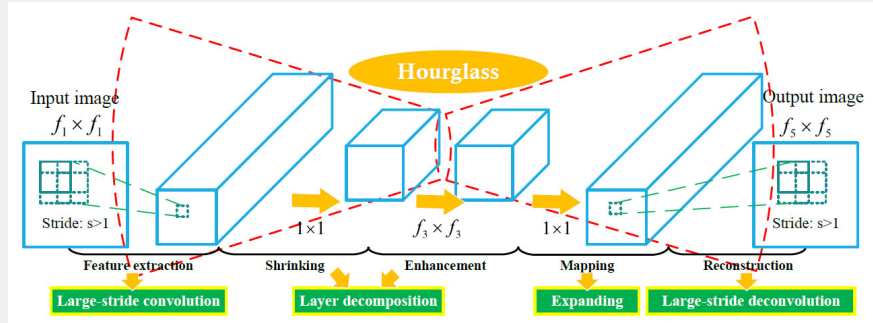 Hourglass
Input image
f₁ × f₁
Output image
f₅ × f₅
Stride: s>1
Stride: s>1
1×1
f₃ × f₃
1×1
Feature extraction
Shrinking
Enhancement
Mapping
Reconstruction
Large-stride convolution
Layer decomposition
Expanding
Large-stride deconvolution